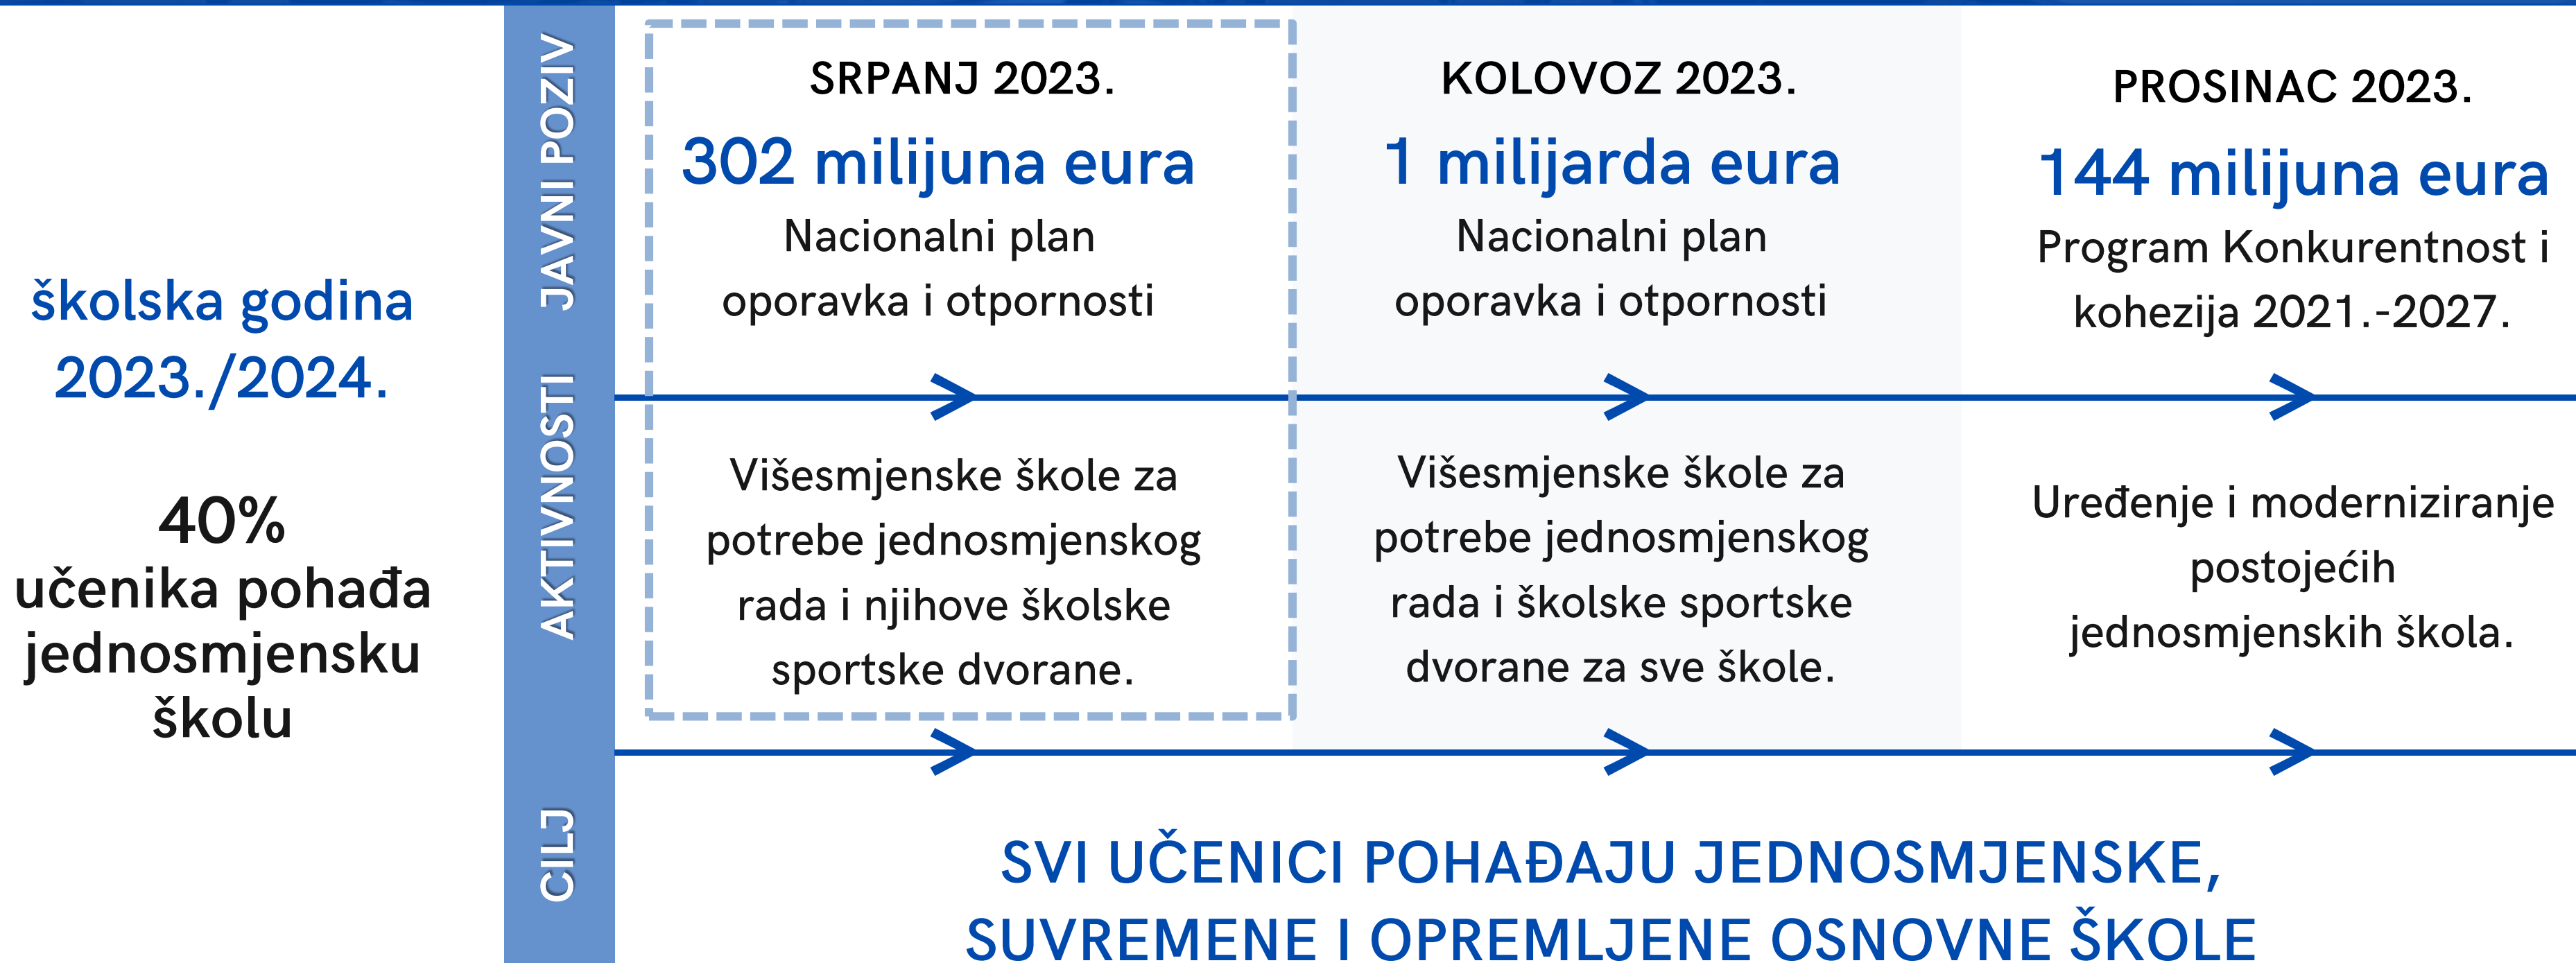 školska godina
2023./2024.
40%
učenika pohađa
jednosmjensku
školu
JAVNI POZIV
SRPANJ 2023.
302 milijuna eura
Nacionalni plan
oporavka i otpornosti
KOLOVOZ 2023.
1 milijarda eura
Nacionalni plan
oporavka i otpornosti
PROSINAC 2023.
144 milijuna eura
Program Konkurentnost i
kohezija 2021.-2027.
AKTIVNOSTI
Višesmjenske škole za
potrebe jednosmjenskog
rada i njihove školske
sportske dvorane.
Višesmjenske škole za
potrebe jednosmjenskog
rada i školske sportske
dvorane za sve škole.
Uređenje i moderniziranje
postojećih
jednosmjenskih škola.
CILJ
SVI UČENICI POHAĐAJU JEDNOSMJENSKE,
SUVREMENE I OPREMLJENE OSNOVNE ŠKOLE